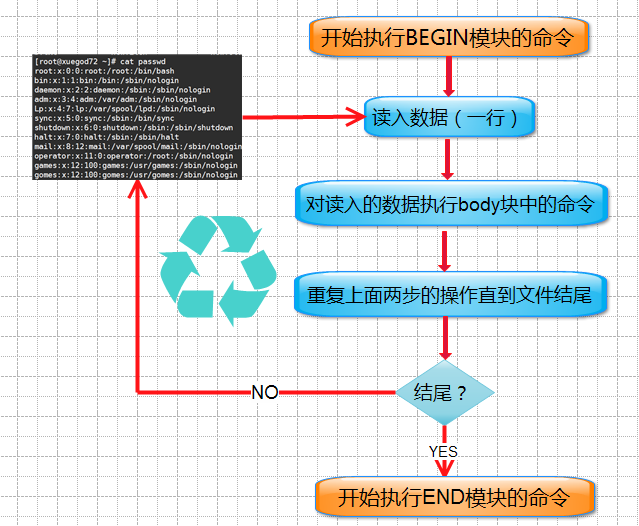 开始执行BEGIN模块的命令
[root@xuegod72 ~]# cat passwd
root:x:0:0:root:/root:/bin/bash
bin:x:1:1:bin:/bin:/sbin/nologin
daemon:x:2:2:daemon:/sbin:/sbin/nologin
adm:x:3:4:adm:/var/adm:/sbin/nologin
lp:x:4:7:lp:/var/spool/lpd:/sbin/nologin
sync:x:5:0:sync:/sbin:/bin/sync
shutdown:x:6:0:shutdown:/sbin:/sbin/shutdown
halt:x:7:0:halt:/sbin:/sbin/halt
mail:x:8:12:mail:/var/spool/mail:/sbin/nologin
operator:x:11:0:operator:/root:/sbin/nologin
games:x:12:100:games:/usr/games:/sbin/nologin
games:x:12:100:games:/usr/games:/sbin/nologin
读入数据（一行）
对读入的数据执行body块中的命令
重复上面两步的操作直到文件结尾
结尾？
NO
YES
开始执行END模块的命令